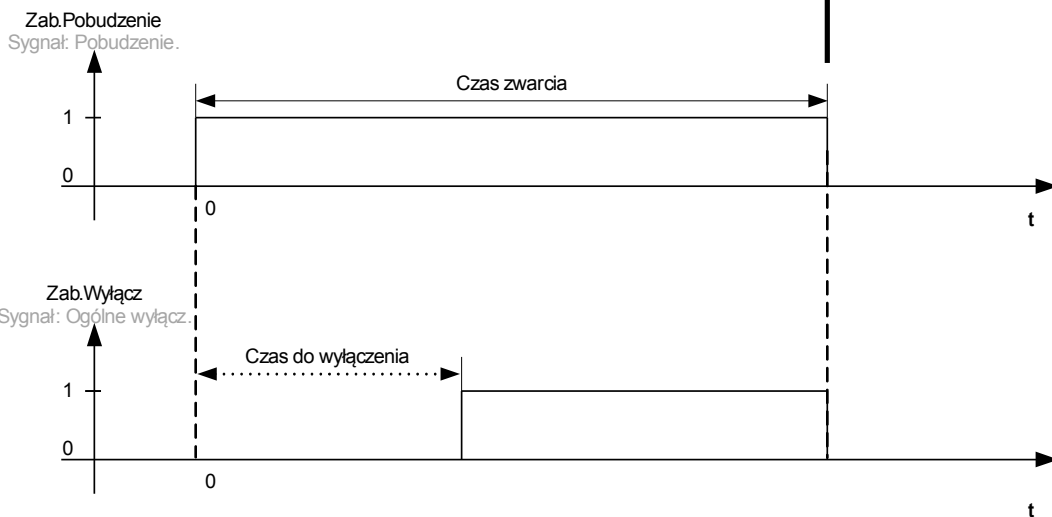 Zab.Pobudzenie
Sygnał: Pobudzenie.
Czas zwarcia
1
0
0
t
Zab.Wyłącz
Sygnał: Ogólne wyłącz.
Czas do wyłączenia
1
0
0
t